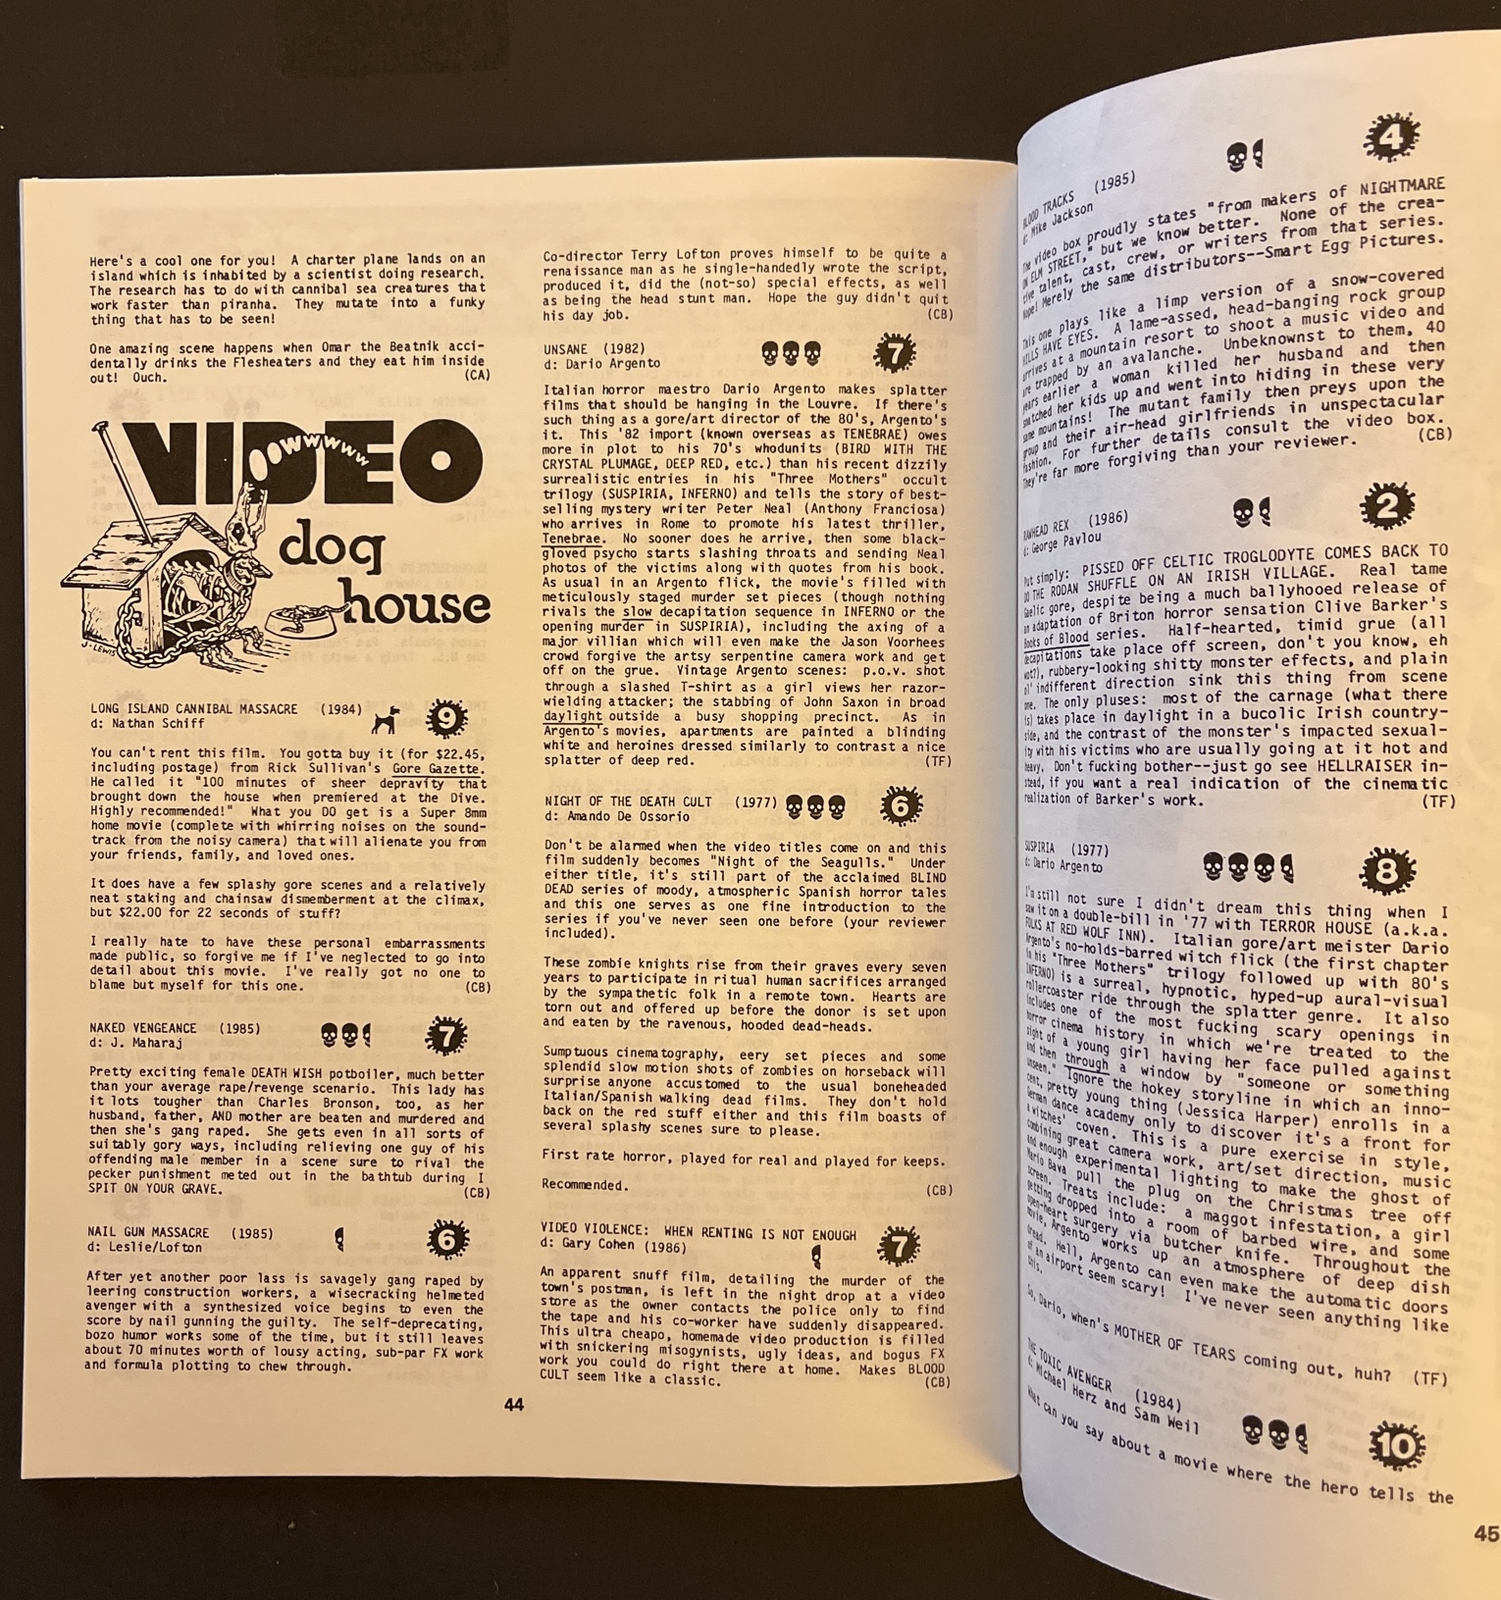 Here's a cool one for you! A charter plane lands on an
island which is inhabited by a scientist doing research.
The research has to do with cannibal sea creatures that
work faster than piranha. They mutate into a funky
thing that has to be seen!
One amazing scene happens when Omar the Beatnik acci-
dentally drinks the Flesheaters and they eat him inside
out! Ouch. (CA)
VIDEO
OOwwwwww
dog
house
J-LEWIS
LONG ISLAND CANNIBAL MASSACRE (1984) 9
d: Nathan Schiff
You can't rent this film. You gotta buy it (for $22.45,
including postage) from Rick Sullivan's Gore Gazette.
He called it "100 minutes of sheer depravity that
brought down the house when premiered at the Dive.
Highly recommended!" What you DO get is a Super 8mm
home movie (complete with whirring noises on the sound-
track from the noisy camera) that will alienate you from
your friends, family, and loved ones.
It does have a few splashy gore scenes and a relatively
neat staking and chainsaw dismemberment at the climax,
but $22.00 for 22 seconds of stuff?
I really hate to have these personal embarrassments
made public, so forgive me if I've neglected to go into
detail about this movie. I've really got no one to
blame but myself for this one. (CB)
NAKED VENGEANCE (1985) 7
d: J. Maharaj
Pretty exciting female DEATH WISH potboiler, much better
than your average rape/revenge scenario. This lady has
it lots tougher than Charles Bronson, too, as her
husband, father, AND mother are beaten and murdered and
then she's gang raped. She gets even in all sorts of
suitably gory ways, including relieving one guy of his
offending male member in a scene sure to rival the
pecker punishment meted out in the bathtub during I
SPIT ON YOUR GRAVE. (CB)
NAIL GUN MASSACRE (1985) 6
d: Leslie/Lofton
After yet another poor lass is savagely gang raped by
leering construction workers, a wisecracking helmeted
avenger with a synthesized voice begins to even the
score by nail gunning the guilty. The self-deprecating,
bozo humor works some of the time, but it still leaves
about 70 minutes worth of lousy acting, sub-par FX work
and formula plotting to chew through.
Co-director Terry Lofton proves himself to be quite a
renaissance man as he single-handedly wrote the script,
produced it, did the (not-so) special effects, as well
as being the head stunt man. Hope the guy didn't quit
his day job. (CB)
UNSANE (1982) 7
d: Dario Argento
Italian horror maestro Dario Argento makes splatter
films that should be hanging in the Louvre. If there's
such thing as a gore/art director of the 80's, Argento's
it. This '82 import (known overseas as TENEBRAE) owes
more in plot to his 70's whodunits (BIRD WITH THE
CRYSTAL PLUMAGE, DEEP RED, etc.) than his recent dizzily
surrealistic entries in his "Three Mothers" occult
trilogy (SUSPIRIA, INFERNO) and tells the story of best-
selling mystery writer Peter Neal (Anthony Franciosa)
who arrives in Rome to promote his latest thriller,
Tenebrae. No sooner does he arrive, then some black-
gloved psycho starts slashing throats and sending Neal
photos of the victims along with quotes from his book.
As usual in an Argento flick, the movie's filled with
meticulously staged murder set pieces (though nothing
rivals the slow decapitation sequence in INFERNO or the
opening murder in SUSPIRIA), including the axing of a
major villian which will even make the Jason Voorhees
crowd forgive the artsy serpentine camera work and get
off on the grue. Vintage Argento scenes: p.o.v. shot
through a slashed T-shirt as a girl views her razor-
wielding attacker; the stabbing of John Saxon in broad
daylight outside a busy shopping precinct. As in
Argento's movies, apartments are painted a blinding
white and heroines dressed similarly to contrast a nice
splatter of deep red. (TF)
NIGHT OF THE DEATH CULT (1977) 6
d: Amando De Ossorio
Don't be alarmed when the video titles come on and this
film suddenly becomes "Night of the Seagulls." Under
either title, it's still part of the acclaimed BLIND
DEAD series of moody, atmospheric Spanish horror tales
and this one serves as one fine introduction to the
series if you've never seen one before (your reviewer
included).
These zombie knights rise from their graves every seven
years to participate in ritual human sacrifices arranged
by the sympathetic folk in a remote town. Hearts are
torn out and offered up before the donor is set upon
and eaten by the ravenous, hooded dead-heads.
Sumptuous cinematography, eery set pieces and some
splendid slow motion shots of zombies on horseback will
surprise anyone accustomed to the usual boneheaded
Italian/Spanish walking dead films. They don't hold
back on the red stuff either and this film boasts of
several splashy scenes sure to please.
First rate horror, played for real and played for keeps.
Recommended. (CB)
VIDEO VIOLENCE: WHEN RENTING IS NOT ENOUGH 7
d: Gary Cohen (1986)
An apparent snuff film, detailing the murder of the
town's postman, is left in the night drop at a video
store as the owner contacts the police only to find
the tape and his co-worker have suddenly disappeared.
This ultra cheapo, homemade video production is filled
with snickering misogynists, ugly ideas, and bogus FX
work you could do right there at home. Makes BLOOD
CULT seem like a classic. (CB)
44
BLOOD TRACKS (1985) 4
d: Mike Jackson
The video box proudly states "from makers of NIGHTMARE
ON ELM STREET," but we know better. None of the crea-
tive talent, cast, crew, or writers from that series.
Nope! Merely the same distributors--Smart Egg Pictures.
This one plays like a limp version of a snow-covered
HILLS HAVE EYES. A lame-assed, head-banging rock group
arrives at a mountain resort to shoot a music video and
are trapped by an avalanche. Unbeknownst to them, 40
years earlier a woman killed her husband and then
snatched her kids up and went into hiding in these very
same mountains! The mutant family then preys upon the
group and their air-head girlfriends in unspectacular
fashion. For further details consult the video box.
They're far more forgiving than your reviewer. (CB)
RAWHEAD REX (1986) 2
d: George Pavlou
Put simply: PISSED OFF CELTIC TROGLODYTE COMES BACK TO
DO THE RODAN SHUFFLE ON AN IRISH VILLAGE. Real tame
Gaelic gore, despite being a much ballyhooed release of
an adaptation of Briton horror sensation Clive Barker's
Books of Blood series. Half-hearted, timid grue (all
decapitations take place off screen, don't you know, eh
wot?), rubbery-looking shitty monster effects, and plain
ol' indifferent direction sink this thing from scene
one. The only pluses: most of the carnage (what there
is) takes place in daylight in a bucolic Irish country-
side, and the contrast of the monster's impacted sexual-
ity with his victims who are usually going at it hot and
heavy. Don't fucking bother--just go see HELLRAISER in-
stead, if you want a real indication of the cinematic
realization of Barker's work. (TF)
SUSPIRIA (1977) 8
d: Dario Argento
I'm still not sure I didn't dream this thing when I
saw it on a double-bill in '77 with TERROR HOUSE (a.k.a.
FOLKS AT RED WOLF INN). Italian gore/art meister Dario
Argento's no-holds-barred witch flick (the first chapter
in his "Three Mothers" trilogy followed up with 80's
INFERNO) is a surreal, hypnotic, hyped-up aural-visual
rollercoaster ride through the splatter genre. It also
includes one of the most fucking scary openings in
horror cinema history in which we're treated to the
sight of a young girl having her face pulled against
and then through a window by "someone or something
unseen." Ignore the hokey storyline in which an inno-
cent, pretty young thing (Jessica Harper) enrolls in a
German dance academy only to discover it's a front for
a witches' coven. This is a pure exercise in style,
combining great camera work, art/set direction, music
and enough experimental lighting to make the ghost of
Mario Bava pull the plug on the Christmas tree off
screen. Treats include: a maggot infestation, a girl
getting dropped into a room of barbed wire, and some
open-heart surgery via butcher knife. Throughout the
movie, Argento works up an atmosphere of deep dish
dread. Hell, Argento can even make the automatic doors
of an airport seem scary! I've never seen anything like
this.
So, Dario, when's MOTHER OF TEARS coming out, huh? (TF)
THE TOXIC AVENGER (1984) 10
d: Michael Herz and Sam Weil
What can you say about a movie where the hero tells the
45